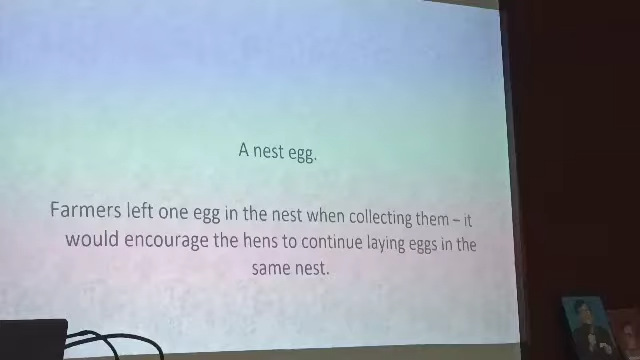 A nest egg.
Farmers left one egg in the nest when collecting them – it
would encourage the hens to continue laying eggs in the
same nest.